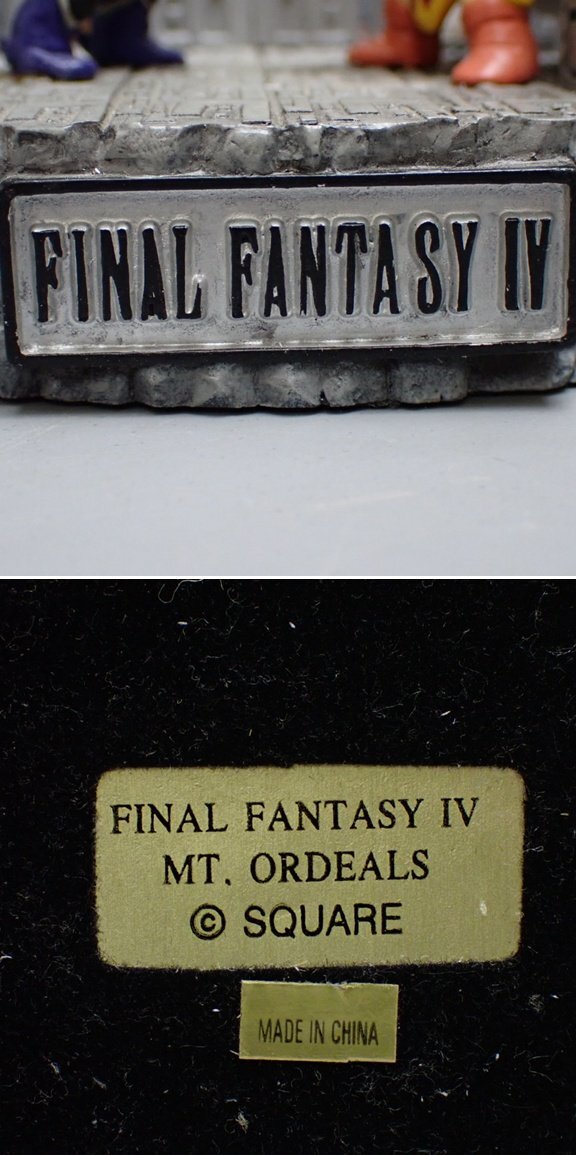 FINAL FANTASY IV
FINAL FANTASY IV
MT. ORDEALS
© SQUARE
MADE IN CHINA